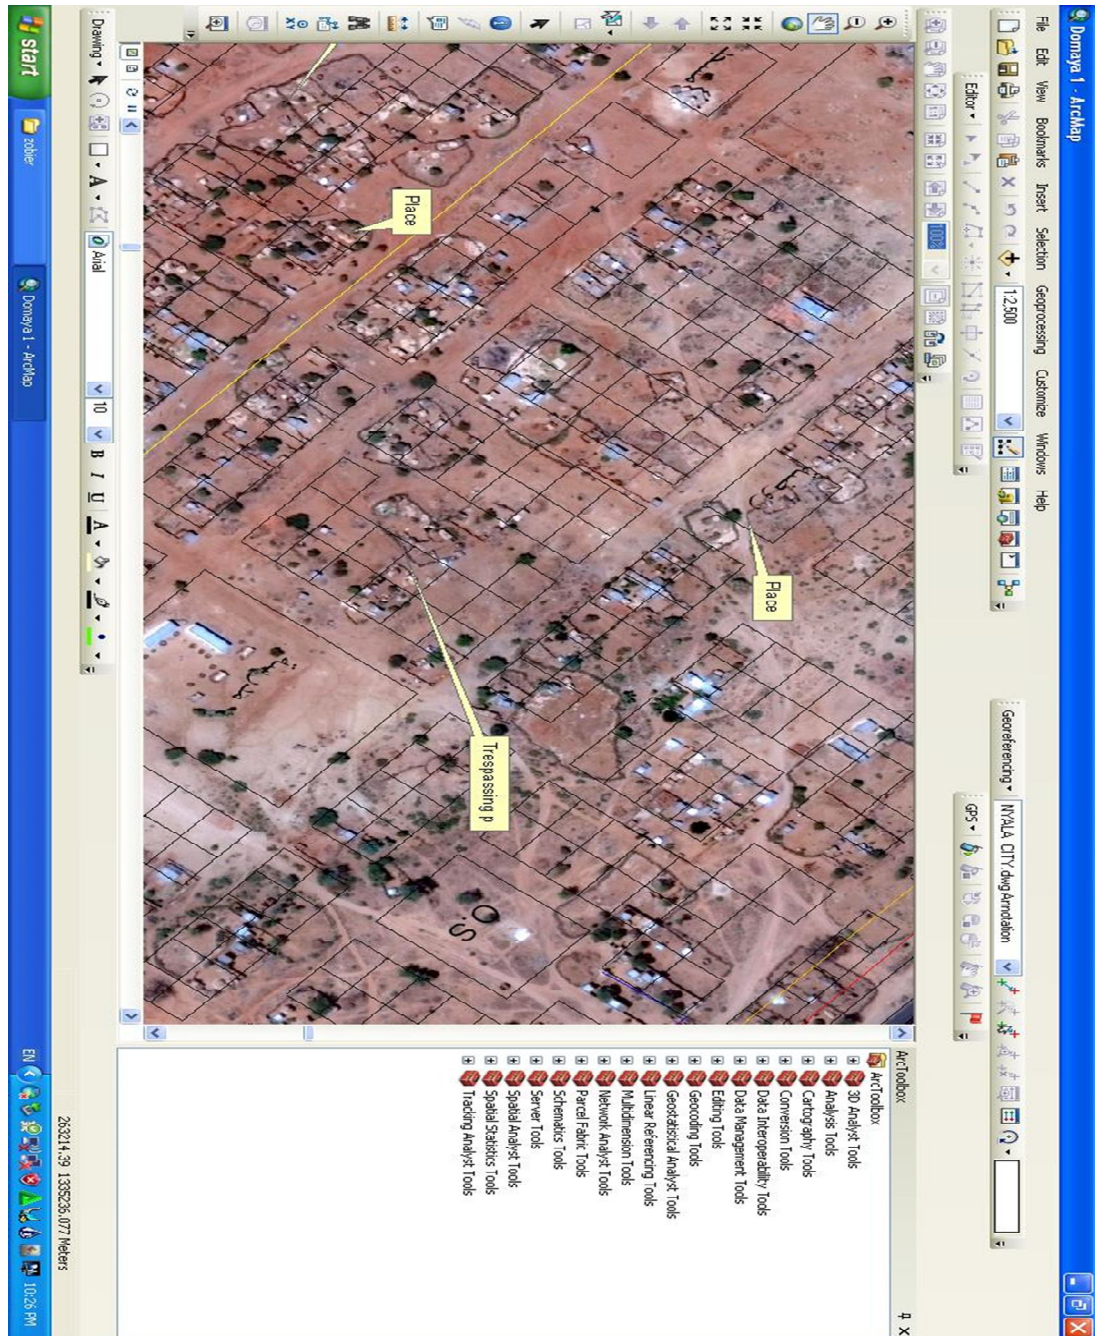 Domaya 1 - ArcMap
File Edit View Bookmarks Insert Selection Geoprocessing Customize Windows Help
1:2,500
Georeferencing
NYALA_CITY.dwg Annotation
Editor
GPS
100%
Place
Place
Trespassing p
S O
ArcToolbox
ArcToolbox
3D Analyst Tools
Analysis Tools
Cartography Tools
Conversion Tools
Data Interoperability Tools
Data Management Tools
Editing Tools
Geocoding Tools
Geostatistical Analyst Tools
Linear Referencing Tools
Multidimension Tools
Network Analyst Tools
Parcel Fabric Tools
Schematics Tools
Server Tools
Spatial Analyst Tools
Spatial Statistics Tools
Tracking Analyst Tools
Drawing
A
Arial
10
B I U A
263214.39 1335236.077 Meters
start
zobier
Domaya 1 - ArcMap
EN
10:26 PM